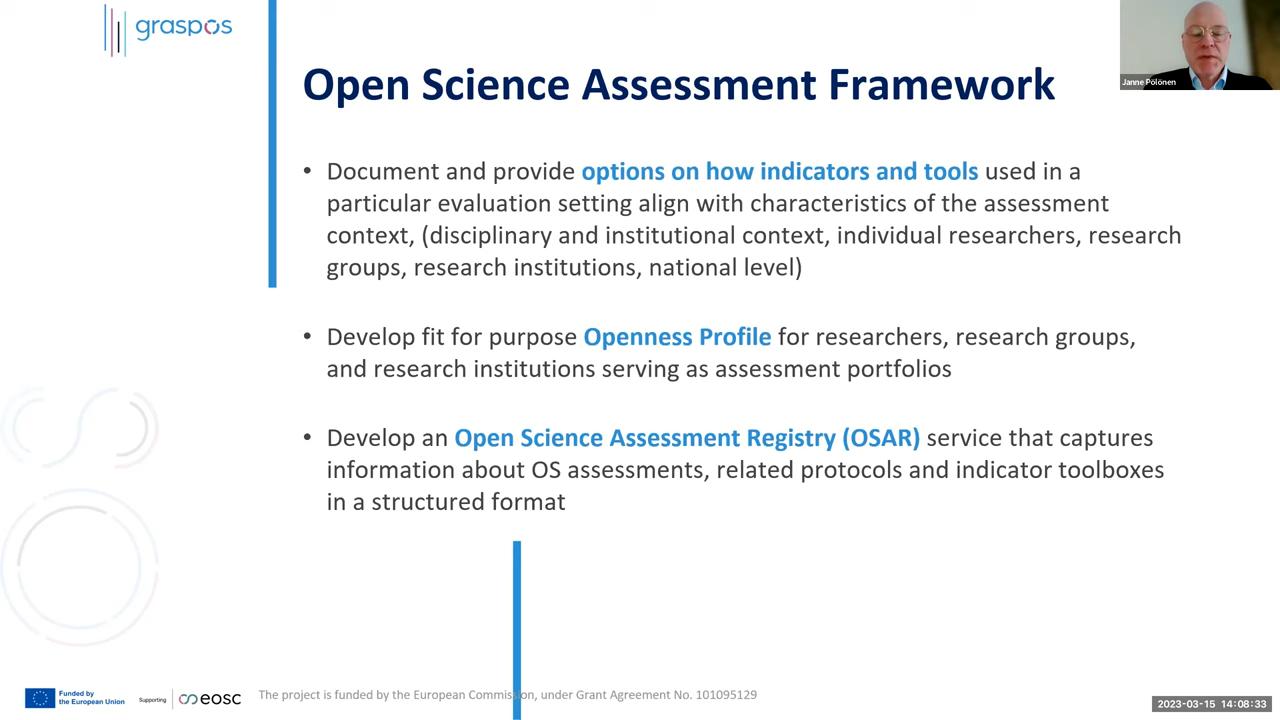 graspos
Janne Pölönen
Open Science Assessment Framework
• Document and provide options on how indicators and tools used in a
particular evaluation setting align with characteristics of the assessment
context, (disciplinary and institutional context, individual researchers, research
groups, research institutions, national level)
• Develop fit for purpose Openness Profile for researchers, research groups,
and research institutions serving as assessment portfolios
• Develop an Open Science Assessment Registry (OSAR) service that captures
information about OS assessments, related protocols and indicator toolboxes
in a structured format
Funded by
the European Union
Supporting
eosc
The project is funded by the European Commission, under Grant Agreement No. 101095129
2023-03-15 14:08:33